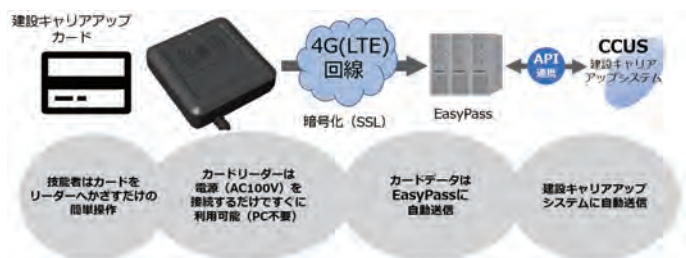 建設キャリアアップ
カード
4G(LTE)
回線
暗号化（SSL）
EasyPass
API
連携
CCUS
建設キャリア
アップシステム
技能者はカードを
リーダーへかざすだけの
簡単操作
カードリーダーは
電源（AC100V）を
接続するだけですぐに
利用可能（PC不要）
カードデータは
EasyPassに
自動送信
建設キャリアアップ
システムに自動送信